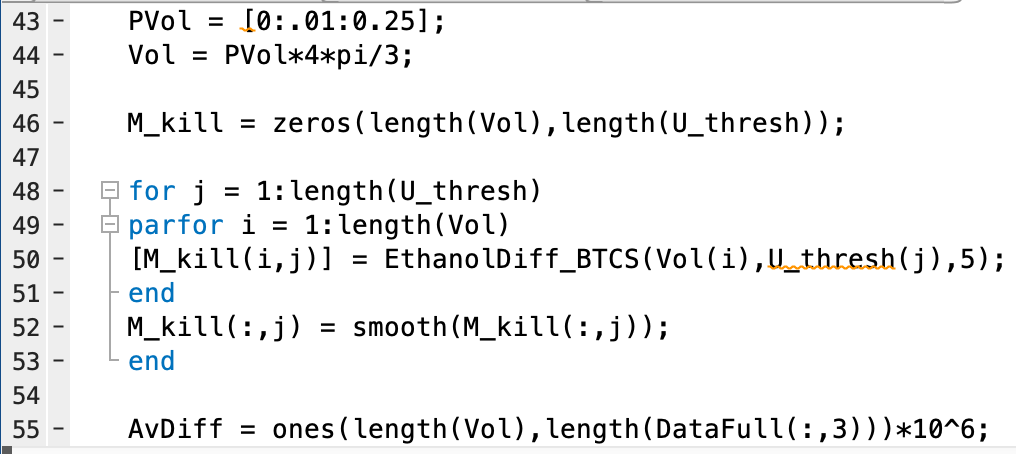 43 - PVol = [0:.01:0.25];
44 - Vol = PVol*4*pi/3;
45
46 - M_kill = zeros(length(Vol),length(U_thresh));
47
48 - for j = 1:length(U_thresh)
49 - parfor i = 1:length(Vol)
50 - [M_kill(i,j)] = EthanolDiff_BTCS(Vol(i),U_thresh(j),5);
51 - end
52 - M_kill(:,j) = smooth(M_kill(:,j));
53 - end
54
55 - AvDiff = ones(length(Vol),length(DataFull(:,3)))*10^6;